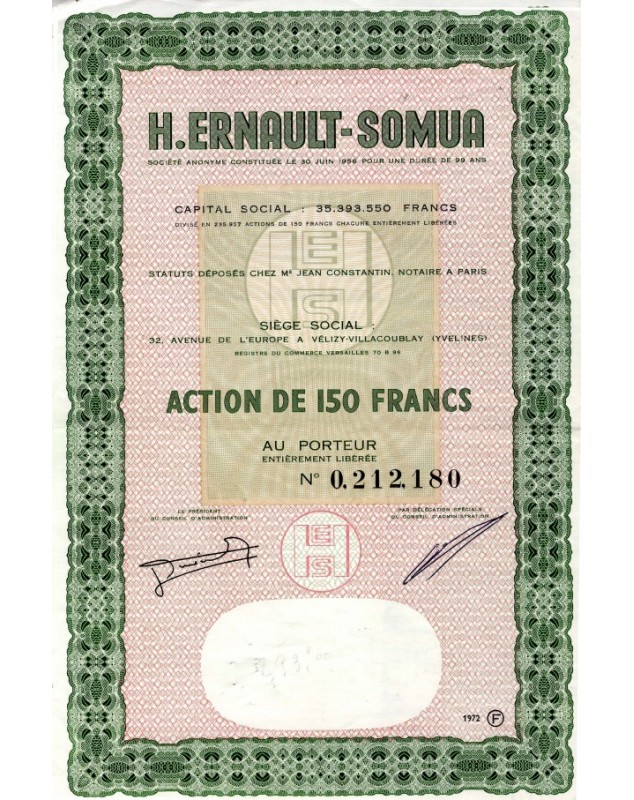 H. ERNAULT-SOMUA
SOCIÉTÉ ANONYME CONSTITUÉE LE 30 JUIN 1956 POUR UNE DURÉE DE 99 ANS
CAPITAL SOCIAL : 35.393.550 FRANCS
DIVISÉ EN 235.957 ACTIONS DE 150 FRANCS CHACUNE ENTIÈREMENT LIBÉRÉES
STATUTS DÉPOSÉS CHEZ Me JEAN CONSTANTIN, NOTAIRE A PARIS
SIÈGE SOCIAL :
32, AVENUE DE L'EUROPE A VÉLIZY-VILLACOUBLAY (YVELINES)
REGISTRE DU COMMERCE VERSAILLES 70 B 96
ACTION DE 150 FRANCS
AU PORTEUR
ENTIÈREMENT LIBÉRÉE
N° 0.212.180
LE PRÉSIDENT
DU CONSEIL D'ADMINISTRATION
PAR DÉLÉGATION SPÉCIALE
DU CONSEIL D'ADMINISTRATION
E
S
1972 F